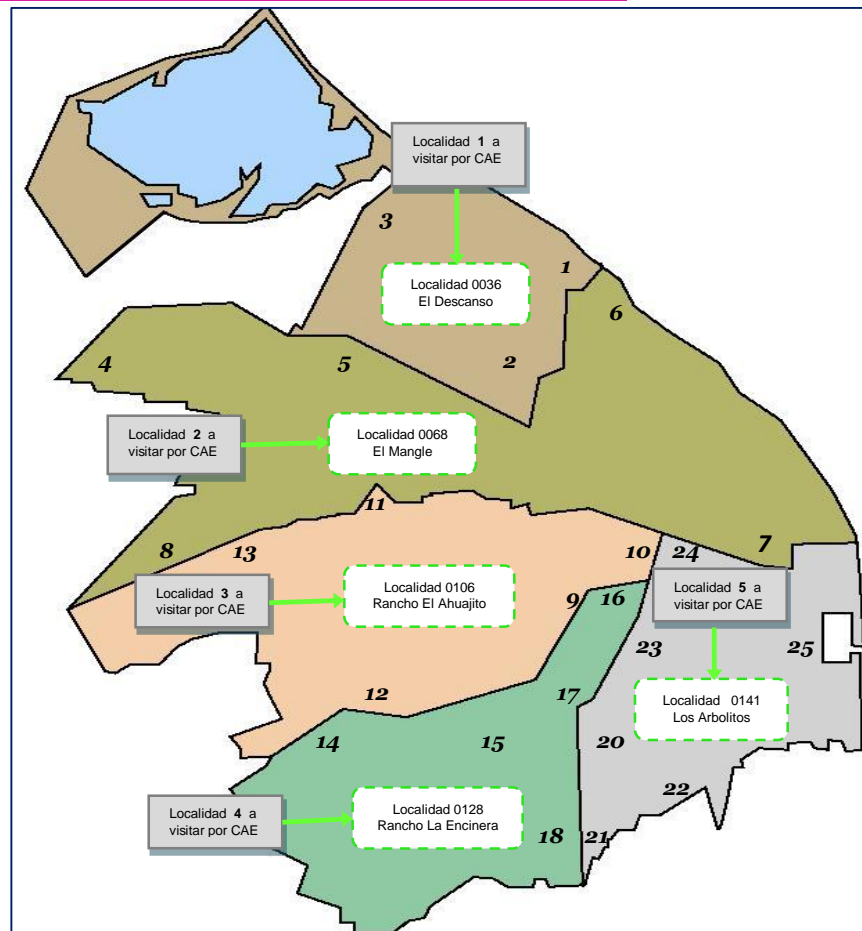 Localidad 1 a
visitar por CAE
3
1
Localidad 0036
El Descanso
6
2
5
4
Localidad 2 a
visitar por CAE
Localidad 0068
El Mangle
11
13
8
10
24
7
Localidad 3 a
visitar por CAE
Localidad 0106
Rancho El Ahuajito
9
16
Localidad 5 a
visitar por CAE
23
25
12
17
Localidad 0141
Los Arbolitos
14
15
20
22
Localidad 4 a
visitar por CAE
Localidad 0128
Rancho La Encinera
18
21